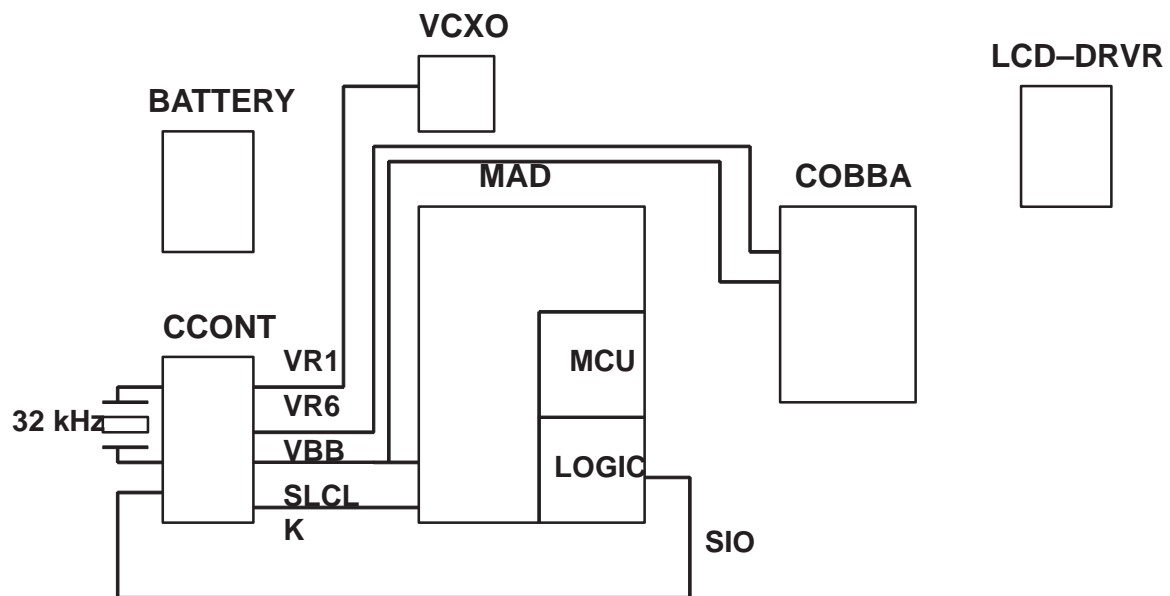 VCXO
LCD–DRVR
BATTERY
MAD
COBBA
CCONT
VR1
MCU
VR6
32 kHz
VBB
LOGIC
SLCL
K
SIO